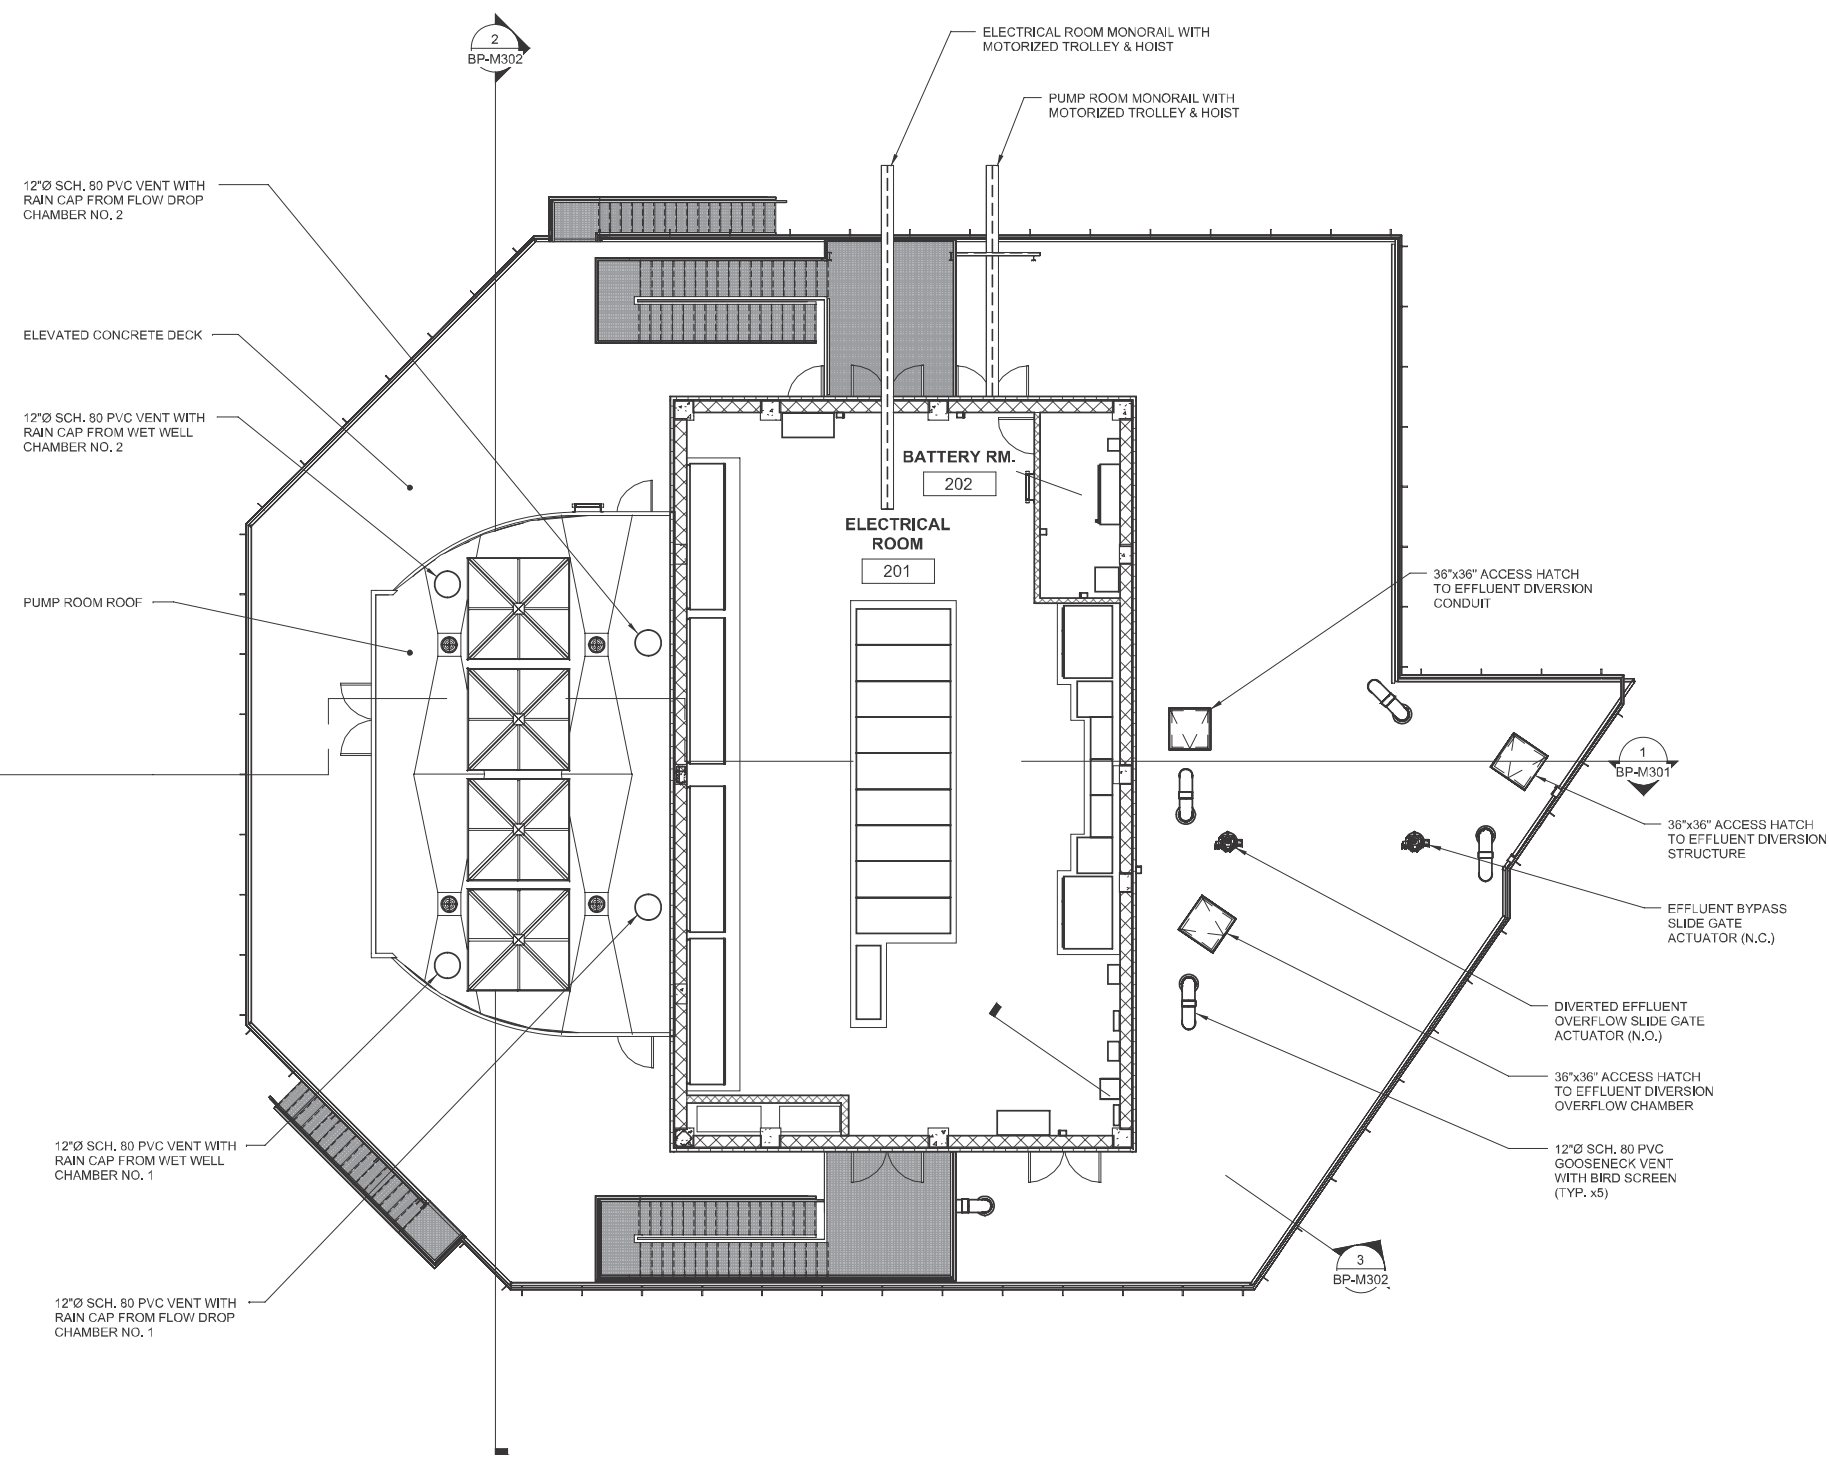 2
BP-M302
ELECTRICAL ROOM MONORAIL WITH
MOTORIZED TROLLEY & HOIST
PUMP ROOM MONORAIL WITH
MOTORIZED TROLLEY & HOIST
12"Ø SCH. 80 PVC VENT WITH
RAIN CAP FROM FLOW DROP
CHAMBER NO. 2
ELEVATED CONCRETE DECK
12"Ø SCH. 80 PVC VENT WITH
RAIN CAP FROM WET WELL
CHAMBER NO. 2
BATTERY RM.
202
ELECTRICAL
ROOM
201
36"x36" ACCESS HATCH
TO EFFLUENT DIVERSION
CONDUIT
PUMP ROOM ROOF
1
BP-M301
36"x36" ACCESS HATCH
TO EFFLUENT DIVERSION
STRUCTURE
EFFLUENT BYPASS
SLIDE GATE
ACTUATOR (N.C.)
DIVERTED EFFLUENT
OVERFLOW SLIDE GATE
ACTUATOR (N.O.)
36"x36" ACCESS HATCH
TO EFFLUENT DIVERSION
OVERFLOW CHAMBER
12"Ø SCH. 80 PVC
GOOSENECK VENT
WITH BIRD SCREEN
(TYP. x5)
12"Ø SCH. 80 PVC VENT WITH
RAIN CAP FROM WET WELL
CHAMBER NO. 1
3
BP-M302
12"Ø SCH. 80 PVC VENT WITH
RAIN CAP FROM FLOW DROP
CHAMBER NO. 1